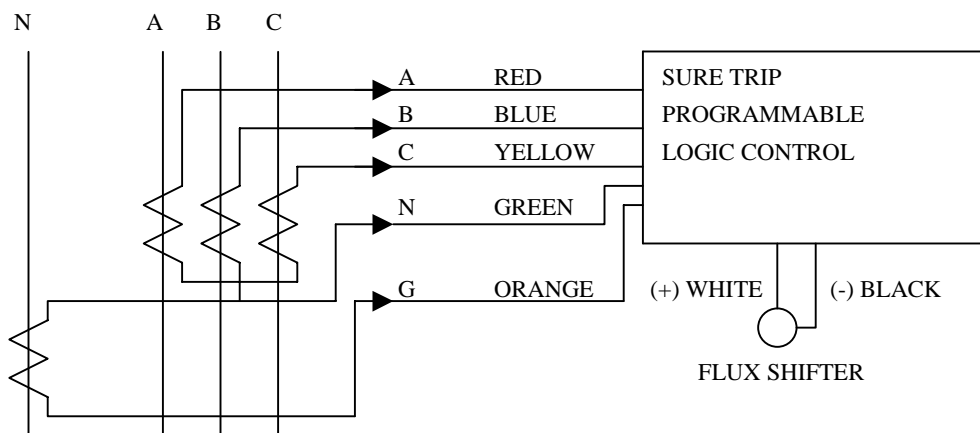 N A B C
A RED
B BLUE
C YELLOW
N GREEN
G ORANGE
SURE TRIP
PROGRAMMABLE
LOGIC CONTROL
(+) WHITE
(-) BLACK
FLUX SHIFTER